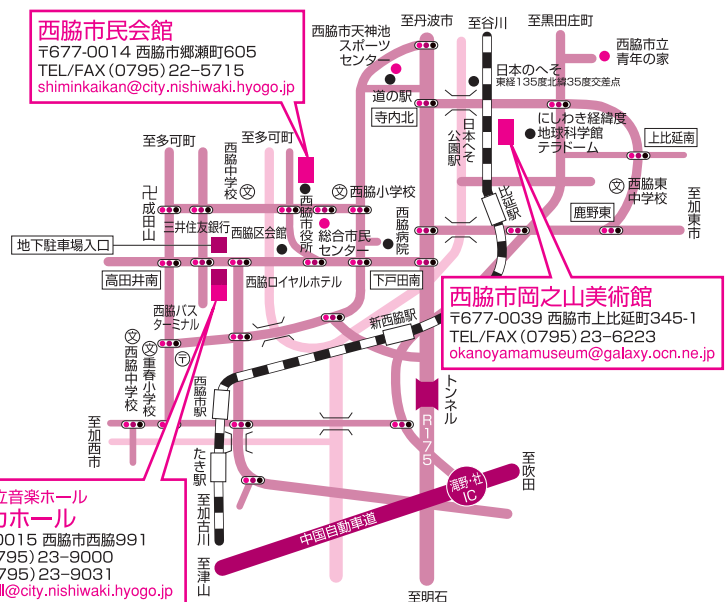 西脇市民会館
〒677-0014 西脇市郷瀬町605
TEL/FAX(0795)22-5715
shiminkaikan@city.nishiwaki.hyogo.jp
西脇市天神池
スポーツ
センター
道の駅
至丹波市
至谷川
至黒田庄町
西脇市立
青年の家
日本のへそ
東経135度北緯35度交差点
寺内北
日本へそ
公園駅
にしわき経緯度
地球科学館
テラドーム
上比延南
至多可町
至多可町
西脇中学校
文
文西脇小学校
文西脇東
中学校
卍成田山
三井住友銀行
西脇区会館
西脇市役所
総合市民
センター
西脇病院
比延駅
鹿野東
至加東市
地下駐車場入口
高田井南
西脇ロイヤルホテル
下戸田南
西脇バス
ターミナル
西脇市岡之山美術館
〒677-0039 西脇市上比延町345-1
TEL/FAX(0795)23-6223
okanoyamamuseum@galaxy.ocn.ne.jp
新西脇駅
文西脇中学校
文重春小学校
〒
西脇市駅
トンネル
R175
至加西市
たき駅
至加古川
至津山
中国自動車道
滝野・社
IC
至吹田
至明石
立音楽ホール
カホール
0015 西脇市西脇991
795)23-9000
795)23-9031
@city.nishiwaki.hyogo.jp